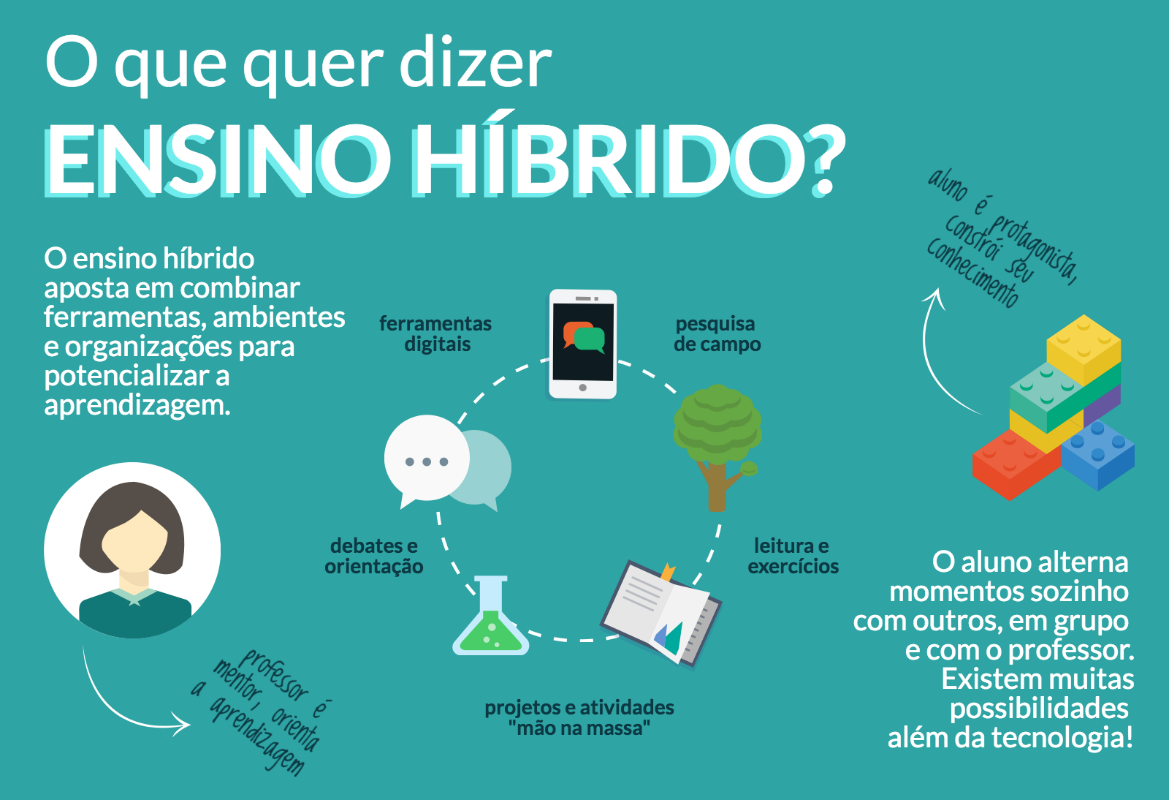 O que quer dizer
ENSINO HÍBRIDO?
O ensino híbrido
aposta em combinar
ferramentas, ambientes
e organizações para
potencializar a
aprendizagem.
aluno é protagonista,
constrói seu
conhecimento
ferramentas
digitais
pesquisa
de campo
debates e
orientação
leitura e
exercícios
projetos e atividades
"mão na massa"
professor é
mentor, orienta
a aprendizagem
O aluno alterna
momentos sozinho
com outros, em grupo
e com o professor.
Existem muitas
possibilidades
além da tecnologia!